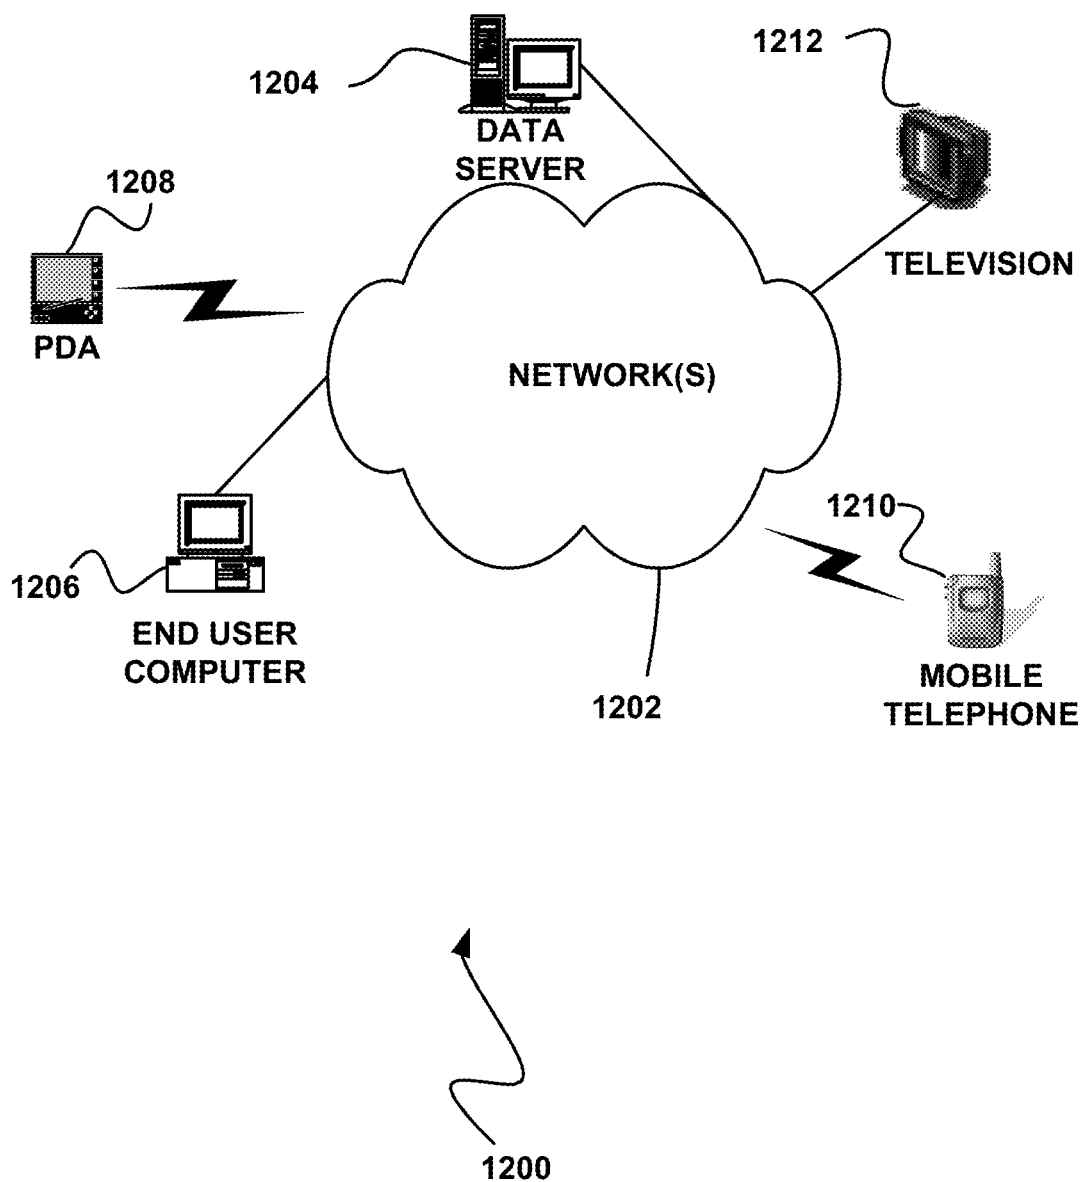 1212
1204
DATA
SERVER
1208
TELEVISION
PDA
NETWORK(S)
1210
1206
END USER
COMPUTER
MOBILE
TELEPHONE
1202
1200